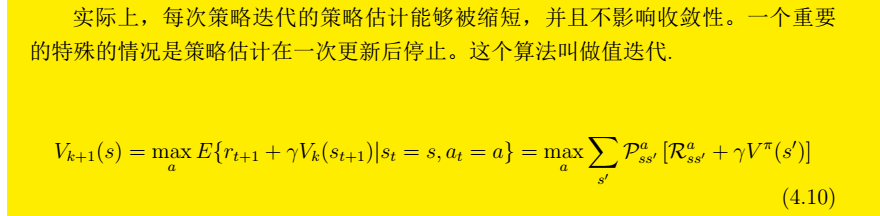 实际上，每次策略迭代的策略估计能够被缩短，并且不影响收敛性。一个重要
的特殊的情况是策略估计在一次更新后停止。这个算法叫做值迭代.
V_{k+1}(s) = \max_a E\{r_{t+1} + \gamma V_k(s_{t+1})|s_t = s, a_t = a\} = \max_a \sum_{s'} \mathcal{P}^a_{ss'} [\mathcal{R}^a_{ss'} + \gamma V^\pi(s')]
(4.10)